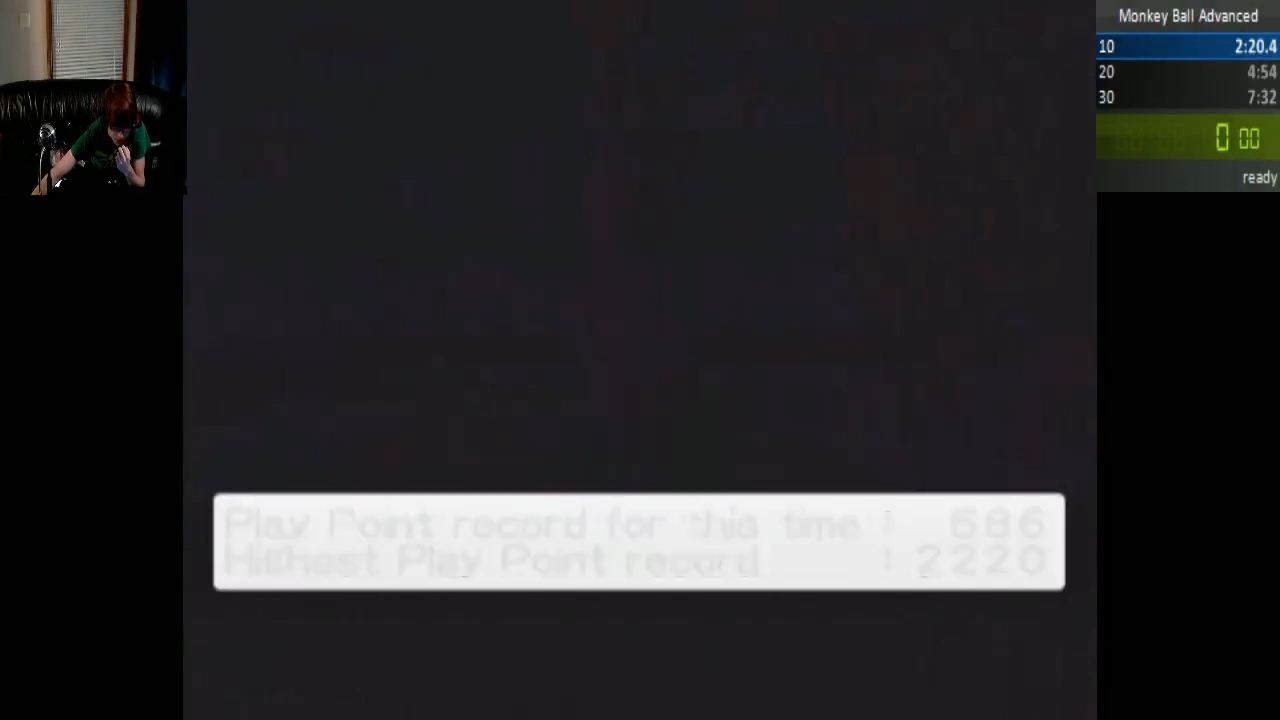 Monkey Ball Advanced
10 2:20.4
20 4:54
30 7:32
0 00
ready
Play Point record for this time : 586
Highest Play Point record : 2220